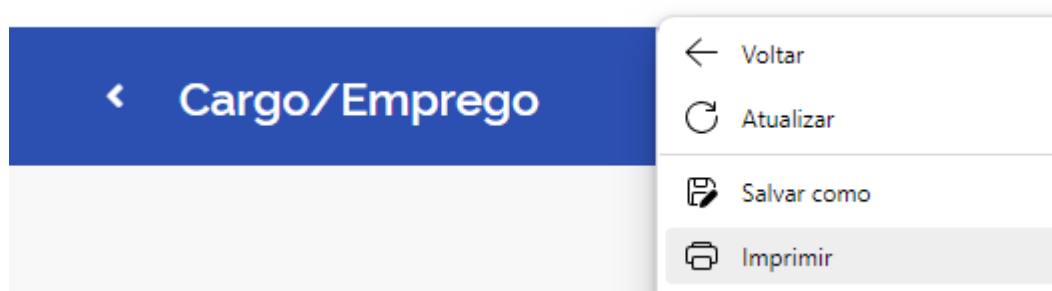 Cargo/Emprego
Voltar
Atualizar
Salvar como
Imprimir